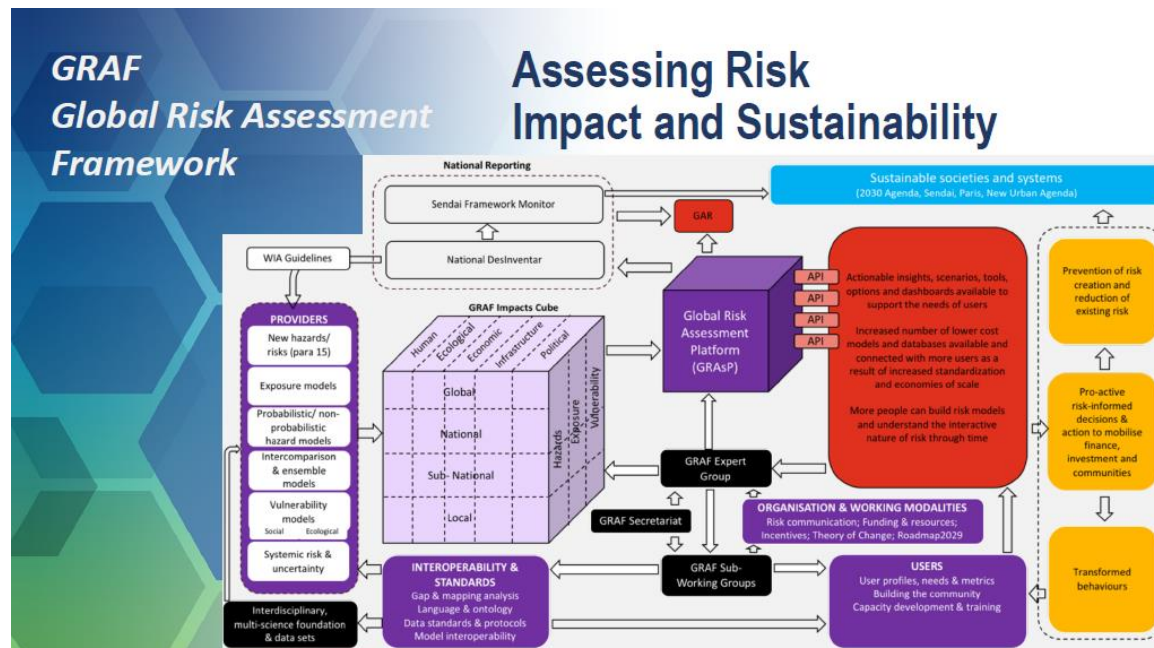 GRAF
Global Risk Assessment
Framework
Assessing Risk
Impact and Sustainability
National Reporting
Sendai Framework Monitor
National DesInventar
WIA Guidelines
GAR
Sustainable societies and systems
(2030 Agenda, Sendai, Paris, New Urban Agenda)
PROVIDERS
New hazards/
risks (para 15)
Exposure models
Probabilistic/ non-
probabilistic
hazard models
Intercomparison
& ensemble
models
Vulnerability
models
Social Ecological
Systemic risk &
uncertainty
Interdisciplinary,
multi-science foundation
& data sets
GRAF Impacts Cube
Human
Ecological
Economic
Infrastructure
Political
Global
National
Sub- National
Local
Hazards
Exposure
Vulnerability
Global Risk
Assessment
Platform
(GRAsP)
API
API
API
API
Actionable insights, scenarios, tools,
options and dashboards available to
support the needs of users
Increased number of lower cost
models and databases available and
connected with more users as a
result of increased standardization
and economies of scale
More people can build risk models
and understand the interactive
nature of risk through time
Prevention of risk
creation and
reduction of
existing risk
Pro-active
risk-informed
decisions &
action to mobilise
finance,
investment and
communities
Transformed
behaviours
GRAF Expert
Group
GRAF Secretariat
GRAF Sub-
Working Groups
ORGANISATION & WORKING MODALITIES
Risk communication; Funding & resources;
Incentives; Theory of Change; Roadmap2029
INTEROPERABILITY &
STANDARDS
Gap & mapping analysis
Language & ontology
Data standards & protocols
Model interoperability
USERS
User profiles, needs & metrics
Building the community
Capacity development & training